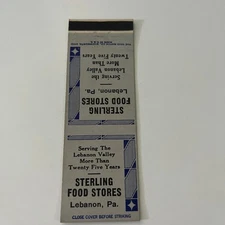 Serving the
Lebanon Valley
More Than
Twenty Five Years
STERLING
FOOD STORES
Lebanon, Pa.
Serving The
Lebanon Valley
More Than
Twenty Five Years
STERLING
FOOD STORES
Lebanon, Pa.
CLOSE COVER BEFORE STRIKING